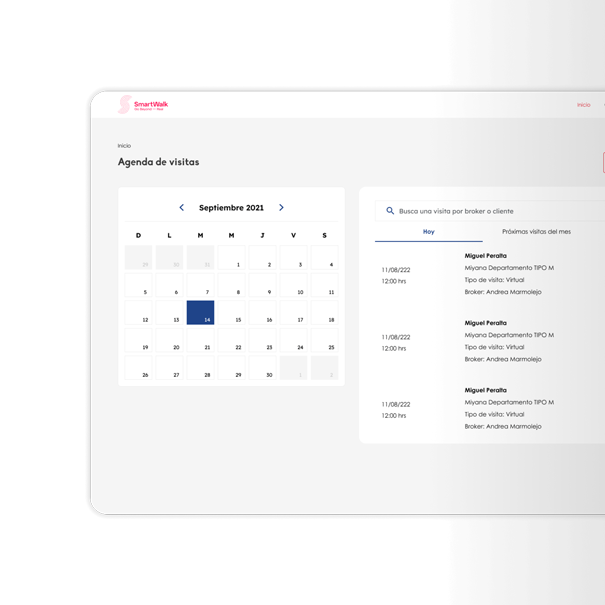 SmartWalk
Inicio
Inicio
Agenda de visitas
Septiembre 2021
D L M M J V S
29 30 31 1 2 3 4
5 6 7 8 9 10 11
12 13 14 15 16 17 18
19 20 21 22 23 24 25
26 27 28 29 30 1 2
Busca una visita por broker o cliente
Hoy Próximas visitas del mes
Miguel Peralta
11/08/222
12:00 hrs
Miyana Departamento TIPO M
Tipo de visita: Virtual
Broker: Andrea Marmolejo
Miguel Peralta
11/08/222
12:00 hrs
Miyana Departamento TIPO M
Tipo de visita: Virtual
Broker: Andrea Marmolejo
Miguel Peralta
11/08/222
12:00 hrs
Miyana Departamento TIPO M
Tipo de visita: Virtual
Broker: Andrea Marmolejo